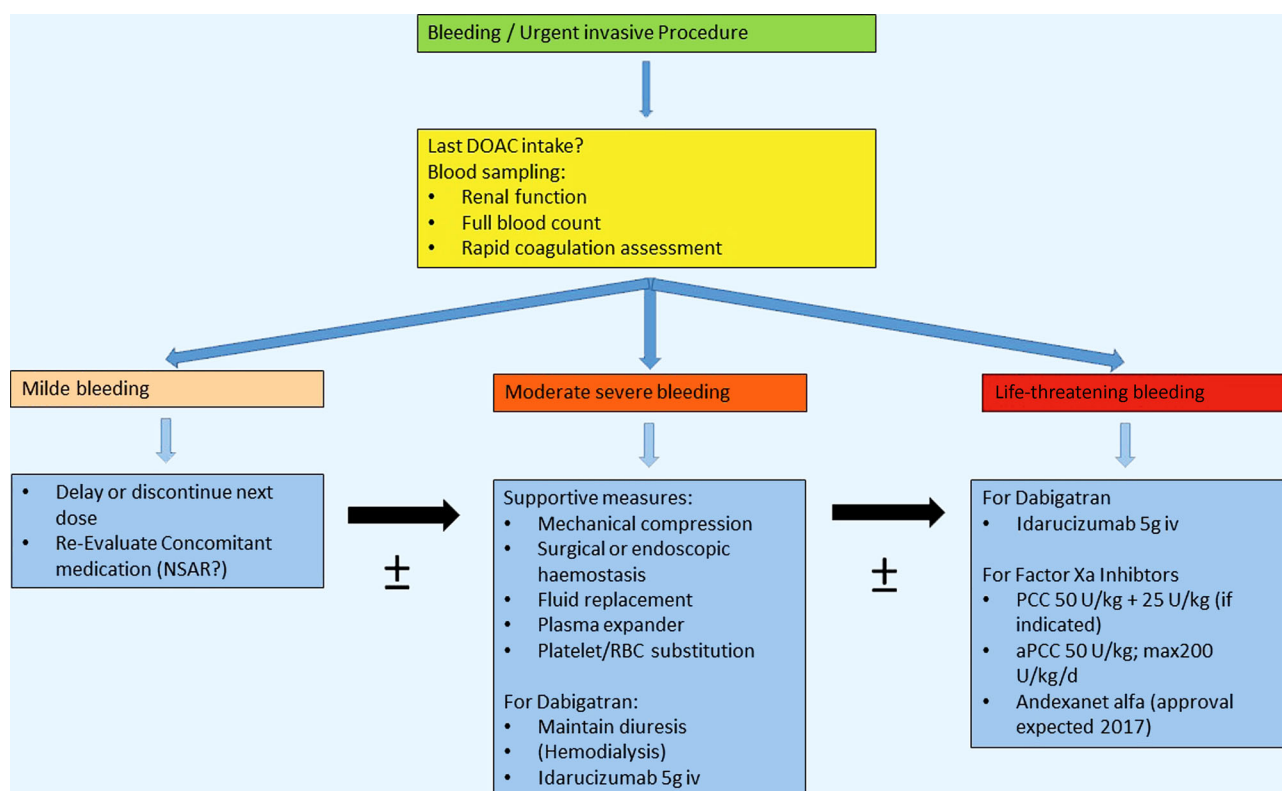 Bleeding / Urgent invasive Procedure
Last DOAC intake?
Blood sampling:
• Renal function
• Full blood count
• Rapid coagulation assessment
Milde bleeding
Moderate severe bleeding
Life-threatening bleeding
• Delay or discontinue next
dose
• Re-Evaluate Concomitant
medication (NSAR?)
±
Supportive measures:
• Mechanical compression
• Surgical or endoscopic
haemostasis
• Fluid replacement
• Plasma expander
• Platelet/RBC substitution
For Dabigatran:
• Maintain diuresis
• (Hemodialysis)
• Idarucizumab 5g iv
±
For Dabigatran
• Idarucizumab 5g iv
For Factor Xa Inhibtors
• PCC 50 U/kg + 25 U/kg (if
indicated)
• aPCC 50 U/kg; max200
U/kg/d
• Andexanet alfa (approval
expected 2017)